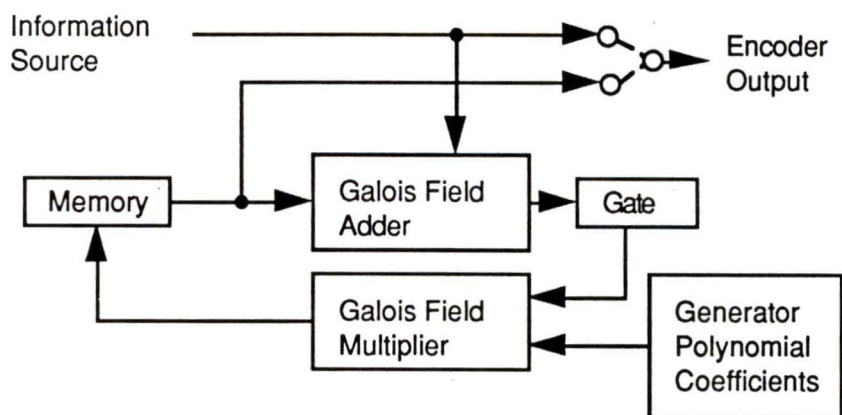 Information
Source
Encoder
Output
Memory
Galois Field
Adder
Gate
Galois Field
Multiplier
Generator
Polynomial
Coefficients